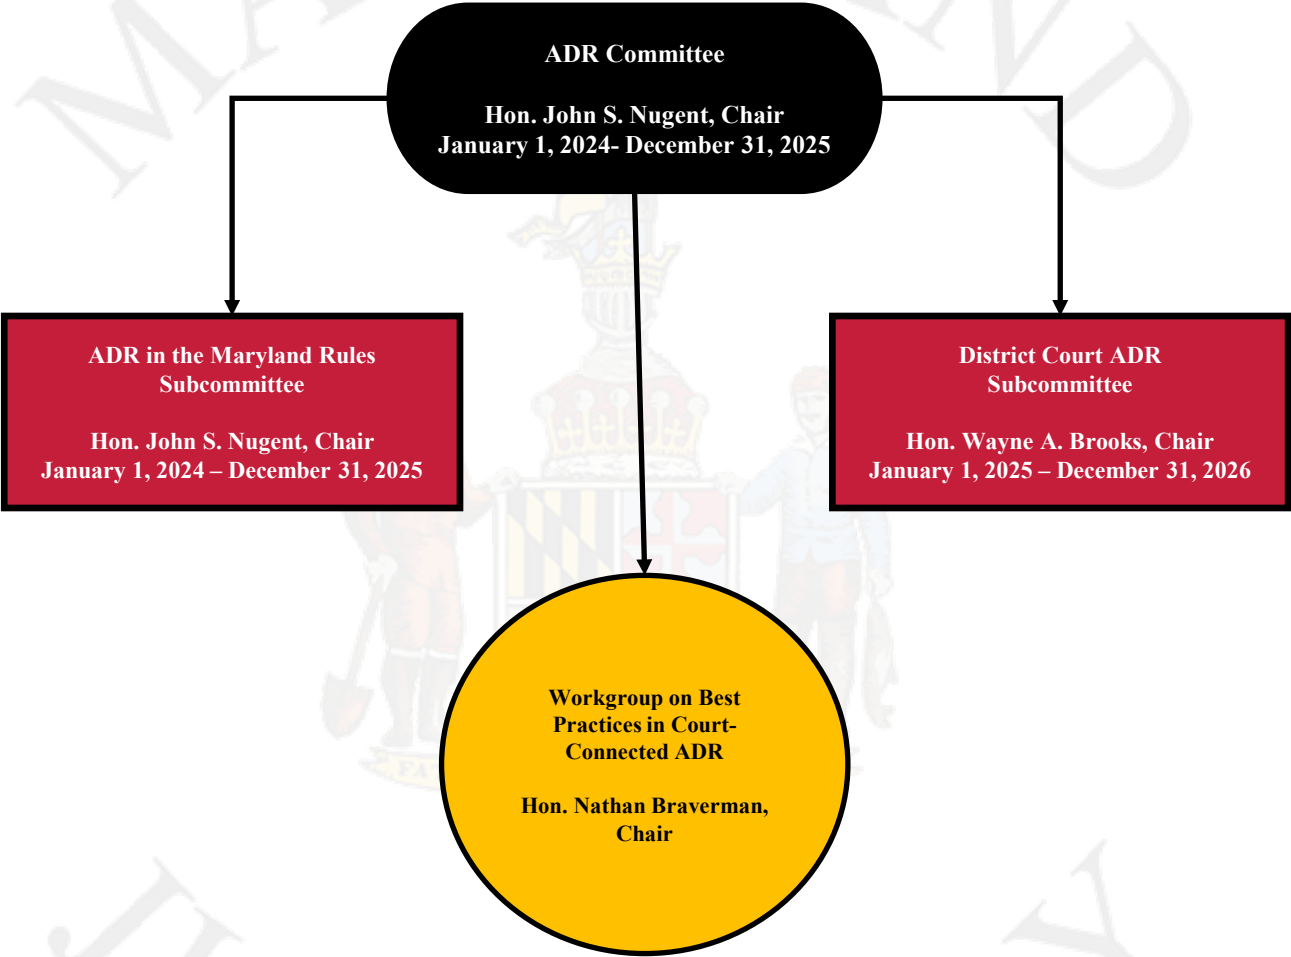 ADR Committee
Hon. John S. Nugent, Chair
January 1, 2024- December 31, 2025
ADR in the Maryland Rules
Subcommittee
Hon. John S. Nugent, Chair
January 1, 2024 – December 31, 2025
District Court ADR
Subcommittee
Hon. Wayne A. Brooks, Chair
January 1, 2025 – December 31, 2026
Workgroup on Best
Practices in Court-
Connected ADR
Hon. Nathan Braverman,
Chair